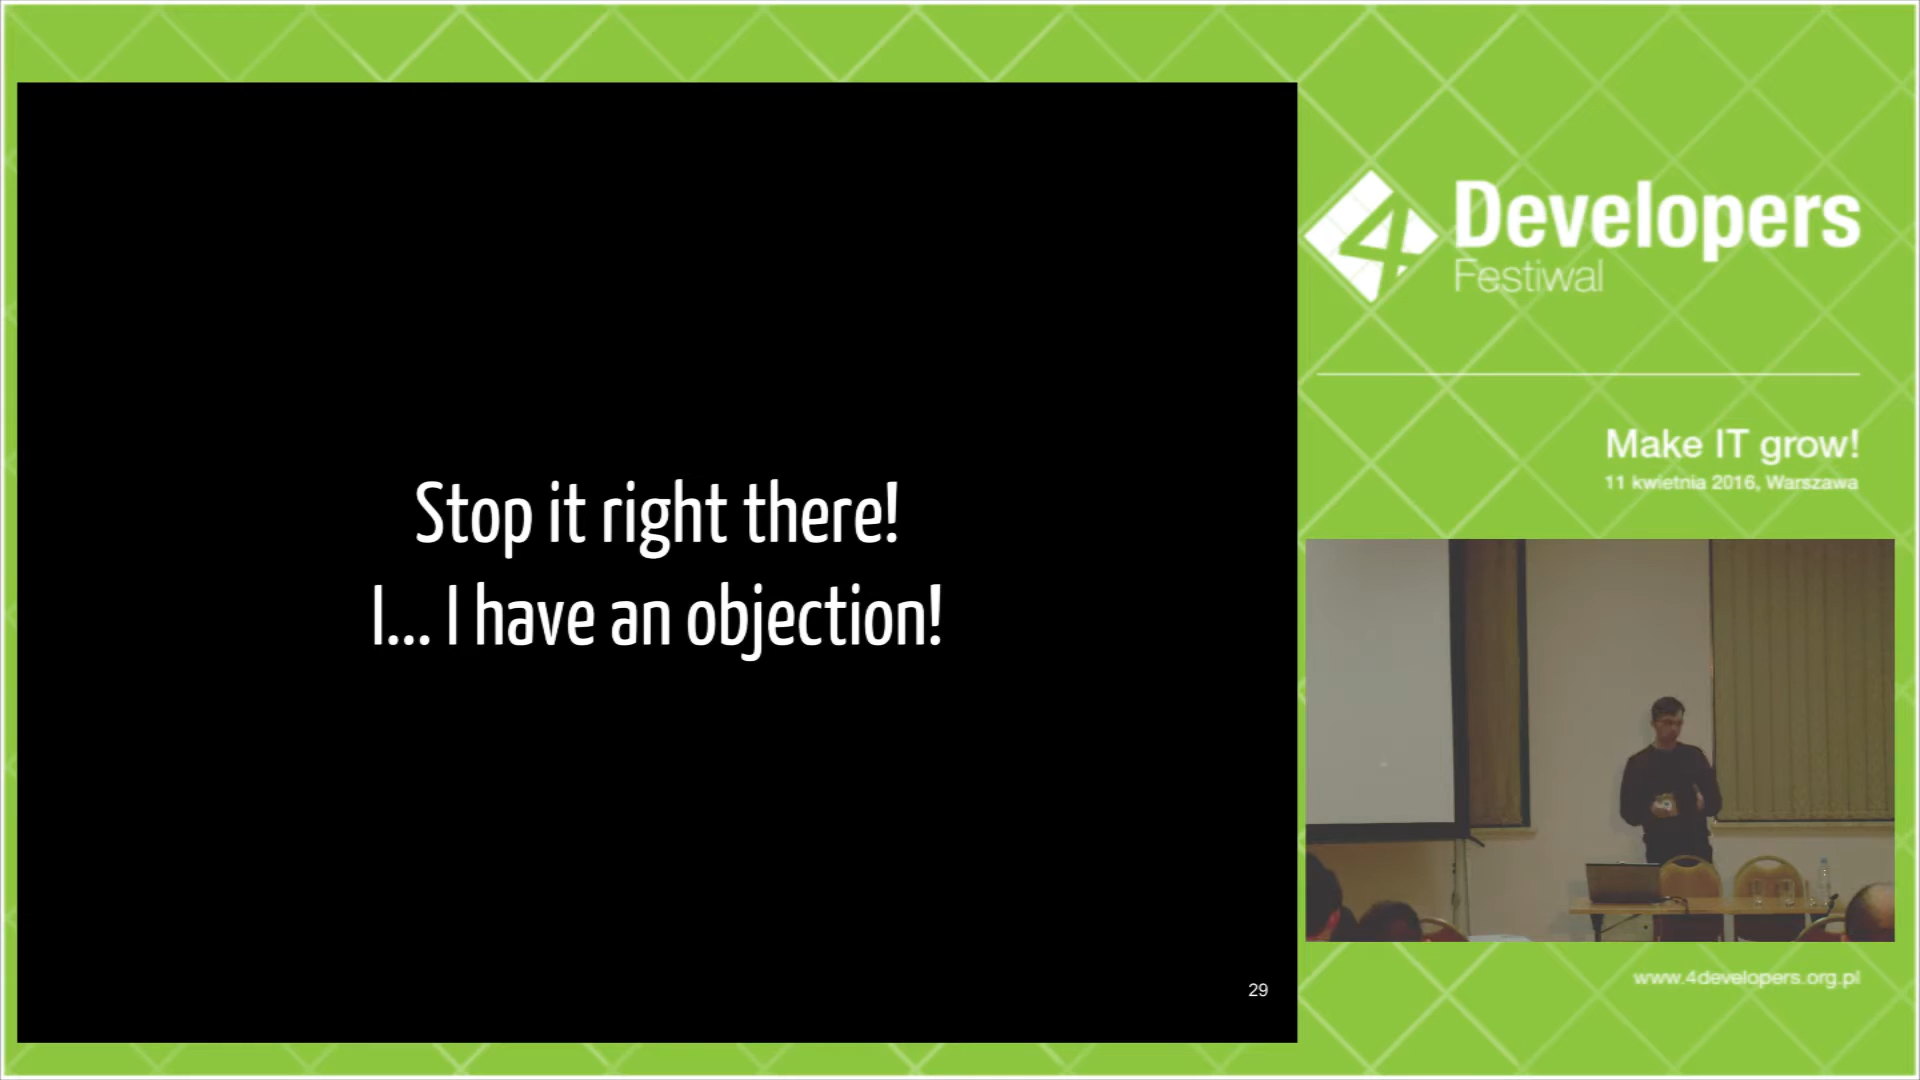 Stop it right there!
I... I have an objection!
29
4 Developers
Festiwal
Make IT grow!
11 kwietnia 2016, Warszawa
www.4developers.org.pl